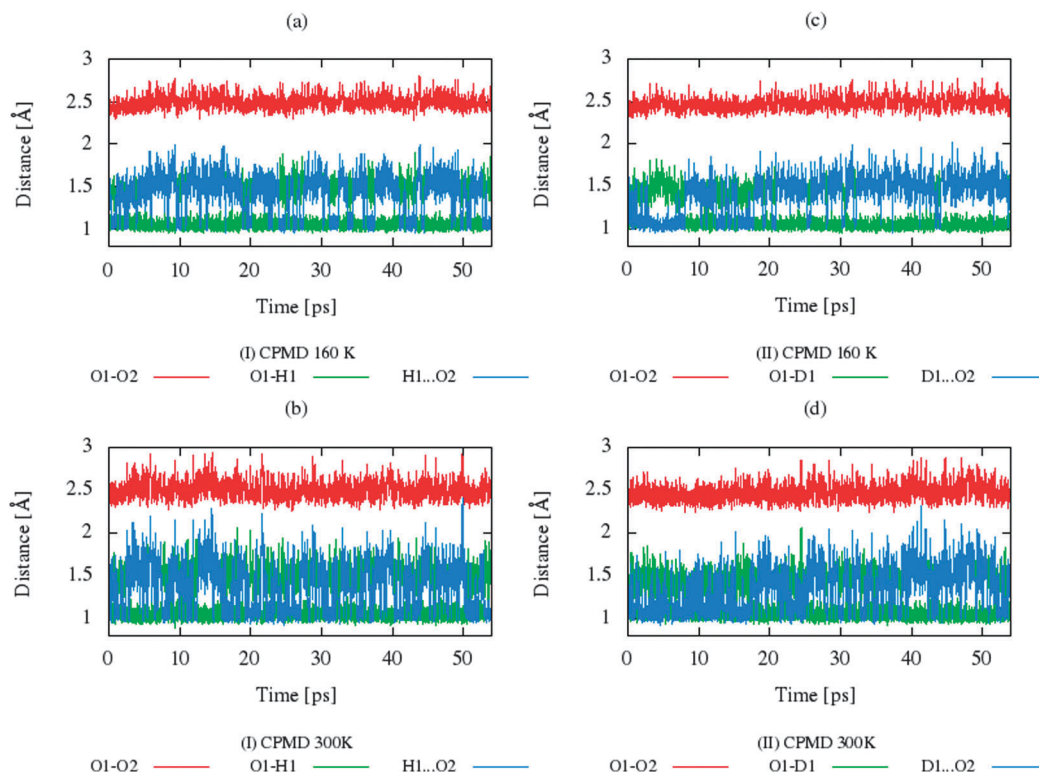 (a)
3
2.5
2
1.5
1
Distance [Å]
0 10 20 30 40 50
Time [ps]
(I) CPMD 160 K
O1-O2 O1-H1 H1...O2
(c)
3
2.5
2
1.5
1
Distance [Å]
0 10 20 30 40 50
Time [ps]
(II) CPMD 160 K
O1-O2 O1-D1 D1...O2
(b)
3
2.5
2
1.5
1
Distance [Å]
0 10 20 30 40 50
Time [ps]
(I) CPMD 300K
O1-O2 O1-H1 H1...O2
(d)
3
2.5
2
1.5
1
Distance [Å]
0 10 20 30 40 50
Time [ps]
(II) CPMD 300K
O1-O2 O1-D1 D1...O2